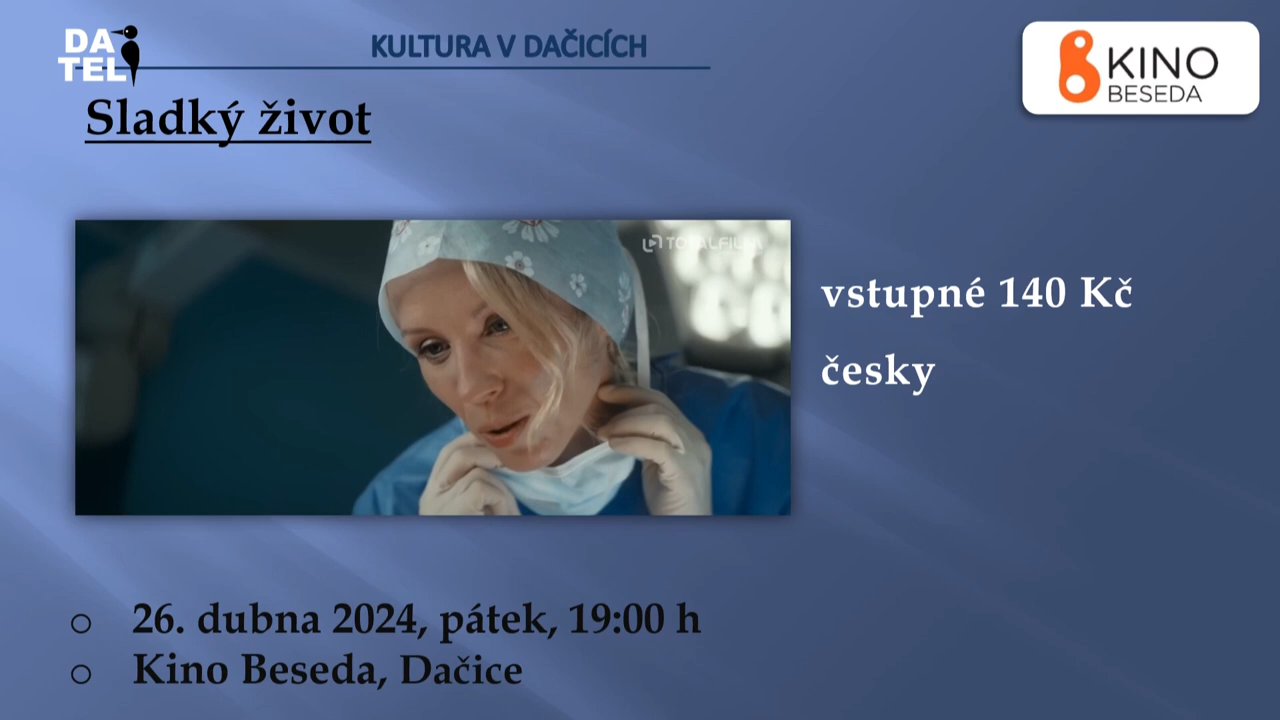 DA
TEL
KULTURA V DAČICÍCH
KINO
BESEDA
Sladký život
TOTALFILM
vstupné 140 Kč
česky
o 26. dubna 2024, pátek, 19:00 h
o Kino Beseda, Dačice